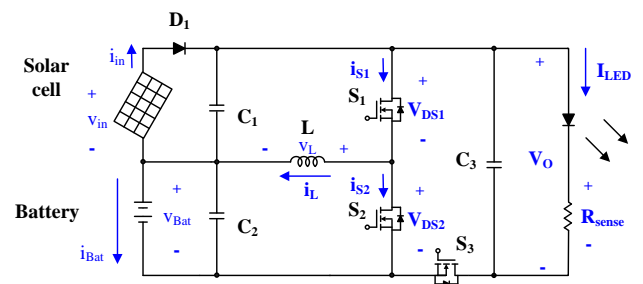 D1
iin
Solar
cell
+
vin
-
C1
iS1
+
S1
VDS1
-
ILED
+
L
-
vL
+
iL
C3
VO
Battery
iBat
+
vBat
-
C2
iS2
+
S2
VDS2
-
S3
+
Rsense
-
-